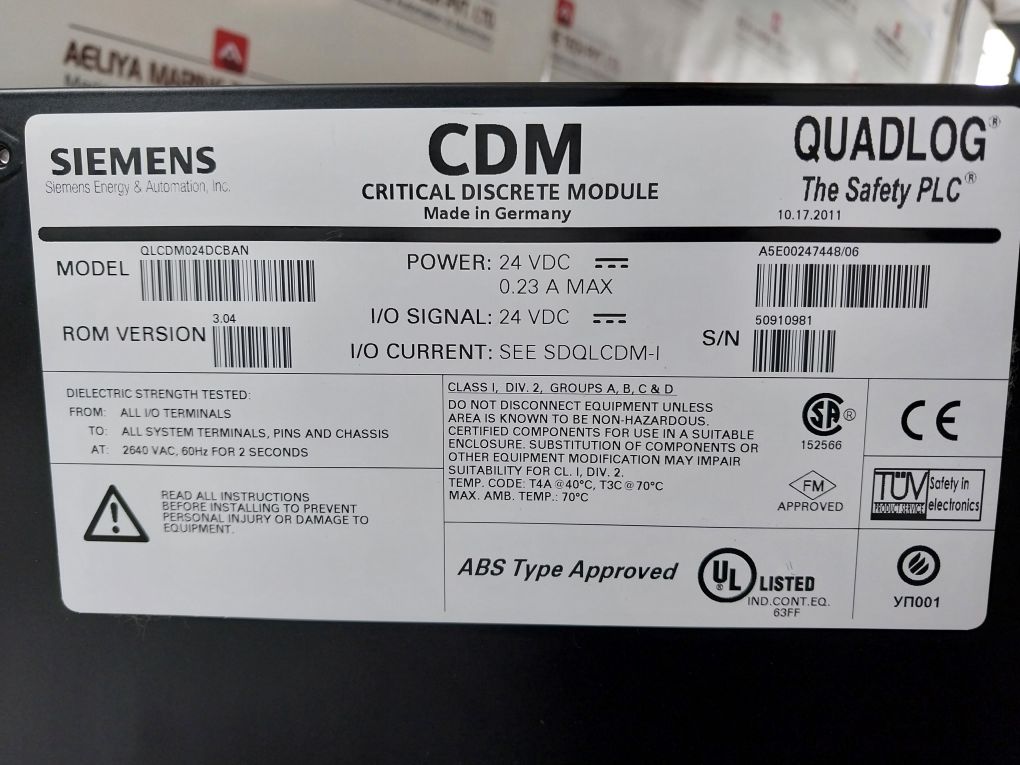 AELIYA MARINE
PVT. LTD.
SIEMENS
Siemens Energy & Automation, Inc.
CDM
CRITICAL DISCRETE MODULE
Made in Germany
QUADLOG®
The Safety PLC®
10.17.2011
MODEL
QLCDM024DCBAN
POWER: 24 VDC
0.23 A MAX
A5E00247448/06
ROM VERSION
3.04
I/O SIGNAL: 24 VDC
I/O CURRENT: SEE SDQLCDM-I
S/N
50910981
DIELECTRIC STRENGTH TESTED:
FROM: ALL I/O TERMINALS
TO: ALL SYSTEM TERMINALS, PINS AND CHASSIS
AT: 2640 VAC, 60Hz FOR 2 SECONDS
READ ALL INSTRUCTIONS
BEFORE INSTALLING TO PREVENT
PERSONAL INJURY OR DAMAGE TO
EQUIPMENT.
CLASS I, DIV. 2, GROUPS A, B, C & D
DO NOT DISCONNECT EQUIPMENT UNLESS
AREA IS KNOWN TO BE NON-HAZARDOUS.
CERTIFIED COMPONENTS FOR USE IN A SUITABLE
ENCLOSURE. SUBSTITUTION OF COMPONENTS OR
OTHER EQUIPMENT MODIFICATION MAY IMPAIR
SUITABILITY FOR CL. I, DIV. 2.
TEMP. CODE: T4A @ 40°C, T3C @ 70°C
MAX. AMB. TEMP.: 70°C
SA ®
152566
FM
APPROVED
CE
TÜV
PRODUCT SERVICE
Safety in
electronics
ABS Type Approved
UL LISTED
IND.CONT.EQ.
63FF
УП001